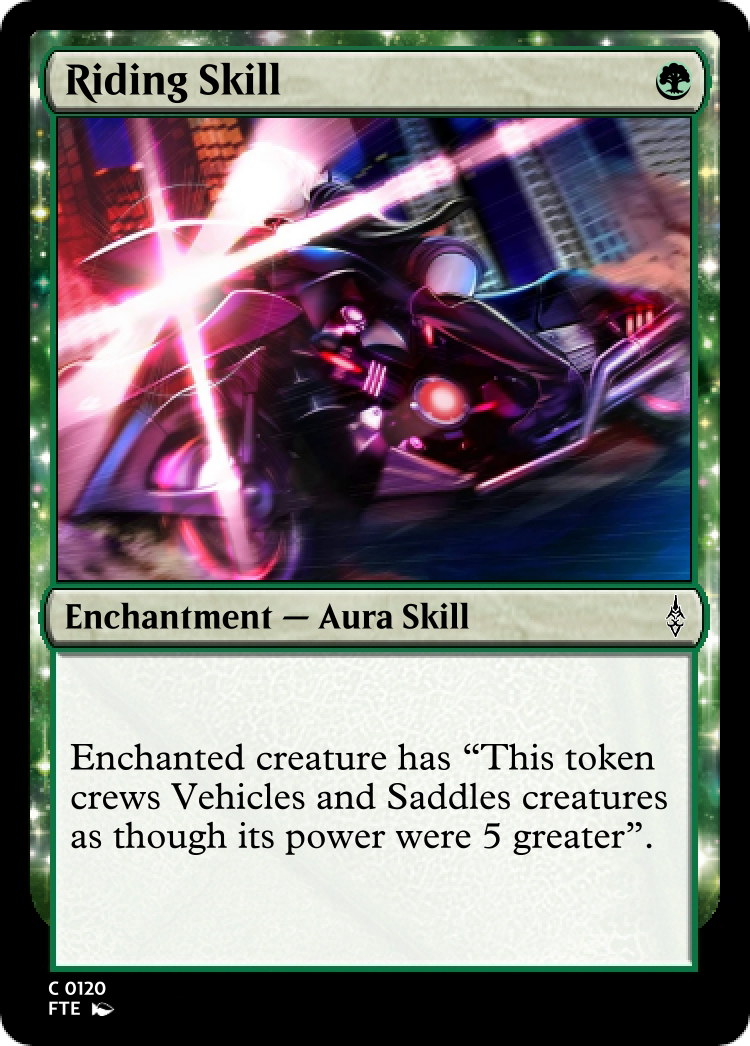 Riding Skill
Enchantment — Aura Skill
Enchanted creature has “This token
crews Vehicles and Saddles creatures
as though its power were 5 greater”.
C 0120
FTE